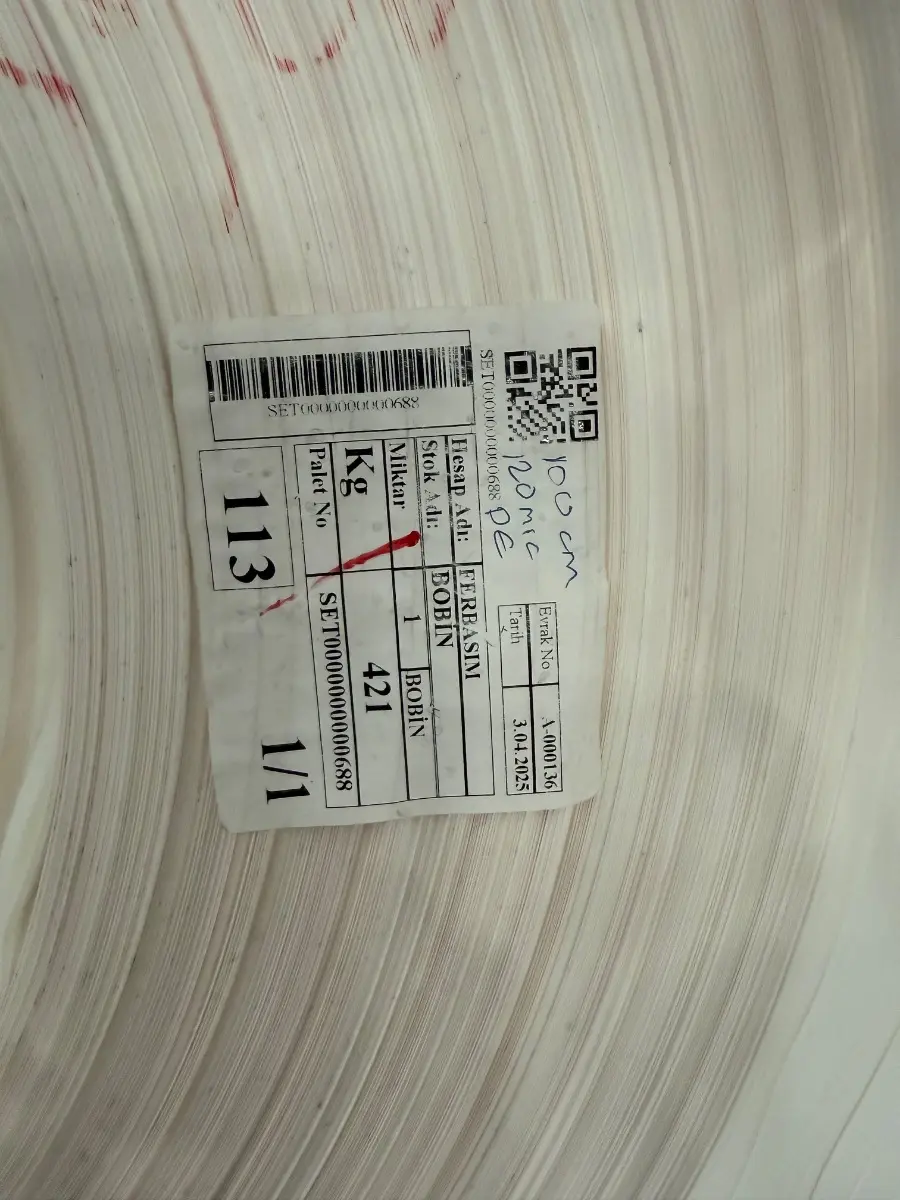 100 cm
120 mic
PE
SET0000000000688
Evrak No A-000136
Tarih 3.04.2025
Hesap Adı: FERBASIM
Stok Adı: BOBİN
Miktar 1 BOBİN
Kg 421
Palet No SET0000000000688
SET0000000000688
113
1/1